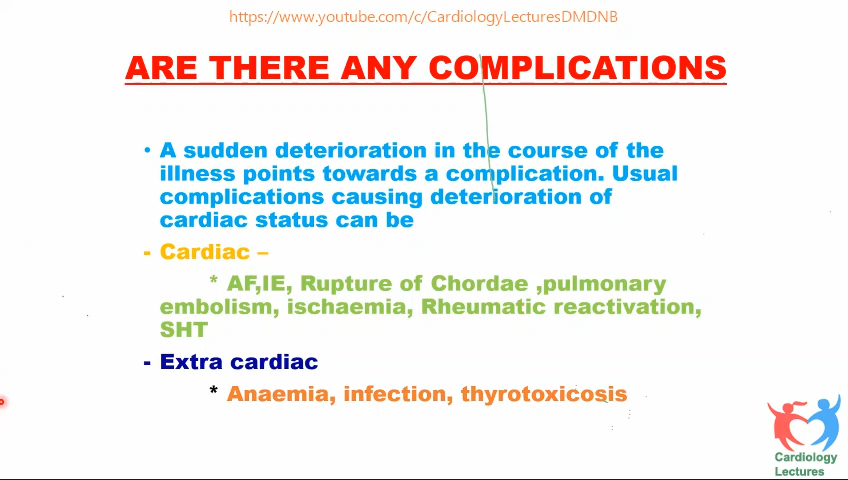 https://www.youtube.com/c/CardiologyLecturesDMDNB
ARE THERE ANY COMPLICATIONS
• A sudden deterioration in the course of the
illness points towards a complication. Usual
complications causing deterioration of
cardiac status can be
- Cardiac –
* AF,IE, Rupture of Chordae ,pulmonary
embolism, ischaemia, Rheumatic reactivation,
SHT
- Extra cardiac
* Anaemia, infection, thyrotoxicosis
Cardiology
Lectures